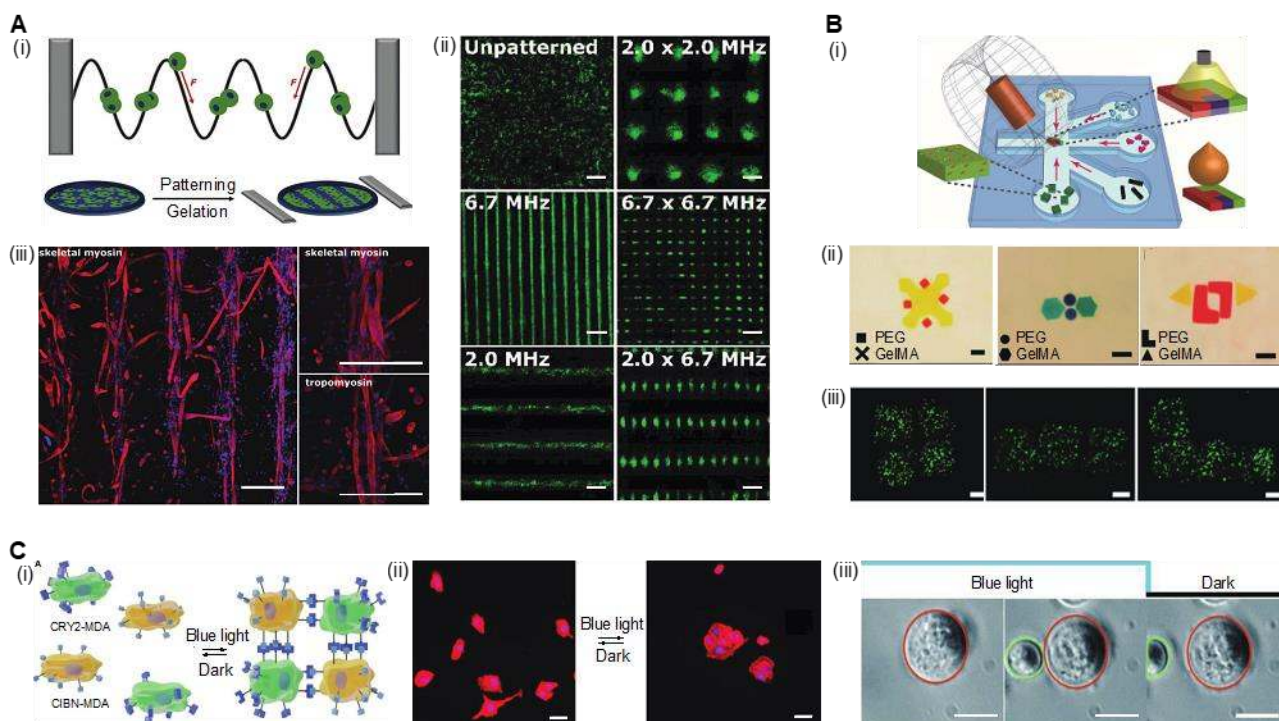 A
(i)
F
F
Patterning
Gelation
(ii)
Unpatterned
2.0 x 2.0 MHz
6.7 MHz
6.7 x 6.7 MHz
2.0 MHz
2.0 x 6.7 MHz
(iii)
skeletal myosin
skeletal myosin
tropomyosin
B
(i)
(ii)
PEG
GelMA
PEG
GelMA
PEG
GelMA
(iii)
C
(i)
A
CRY2-MDA
CIBN-MDA
Blue light
Dark
(ii)
Blue light
Dark
(iii)
Blue light
Dark